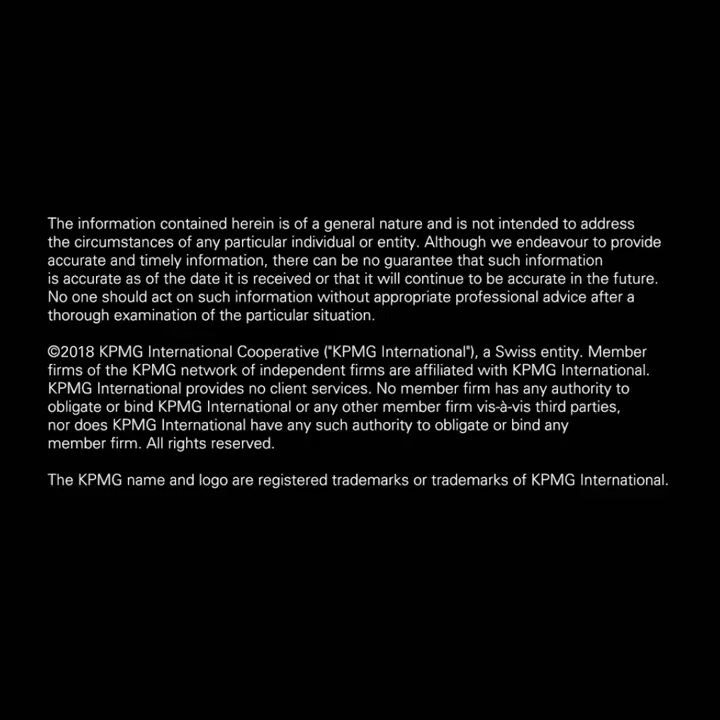 The information contained herein is of a general nature and is not intended to address
the circumstances of any particular individual or entity. Although we endeavour to provide
accurate and timely information, there can be no guarantee that such information
is accurate as of the date it is received or that it will continue to be accurate in the future.
No one should act on such information without appropriate professional advice after a
thorough examination of the particular situation.
©2018 KPMG International Cooperative ("KPMG International"), a Swiss entity. Member
firms of the KPMG network of independent firms are affiliated with KPMG International.
KPMG International provides no client services. No member firm has any authority to
obligate or bind KPMG International or any other member firm vis-à-vis third parties,
nor does KPMG International have any such authority to obligate or bind any
member firm. All rights reserved.
The KPMG name and logo are registered trademarks or trademarks of KPMG International.